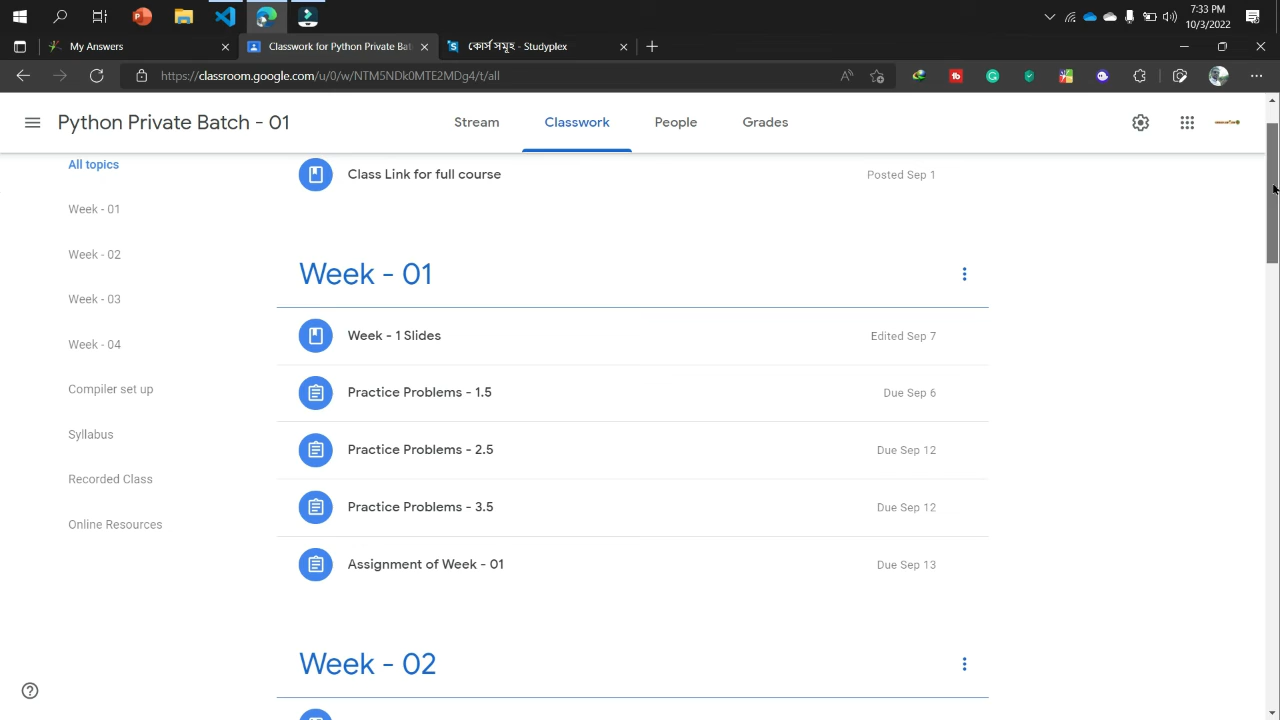 7:33 PM
10/3/2022
My Answers
Classwork for Python Private Bat
কোর্স সমূহ - Studyplex
https://classroom.google.com/u/0/w/NTM5NDk0MTE2MDg4/t/all
Python Private Batch - 01
Stream
Classwork
People
Grades
All topics
Week - 01
Week - 02
Week - 03
Week - 04
Compiler set up
Syllabus
Recorded Class
Online Resources
Class Link for full course
Posted Sep 1
Week - 01
Week - 1 Slides
Edited Sep 7
Practice Problems - 1.5
Due Sep 6
Practice Problems - 2.5
Due Sep 12
Practice Problems - 3.5
Due Sep 12
Assignment of Week - 01
Due Sep 13
Week - 02